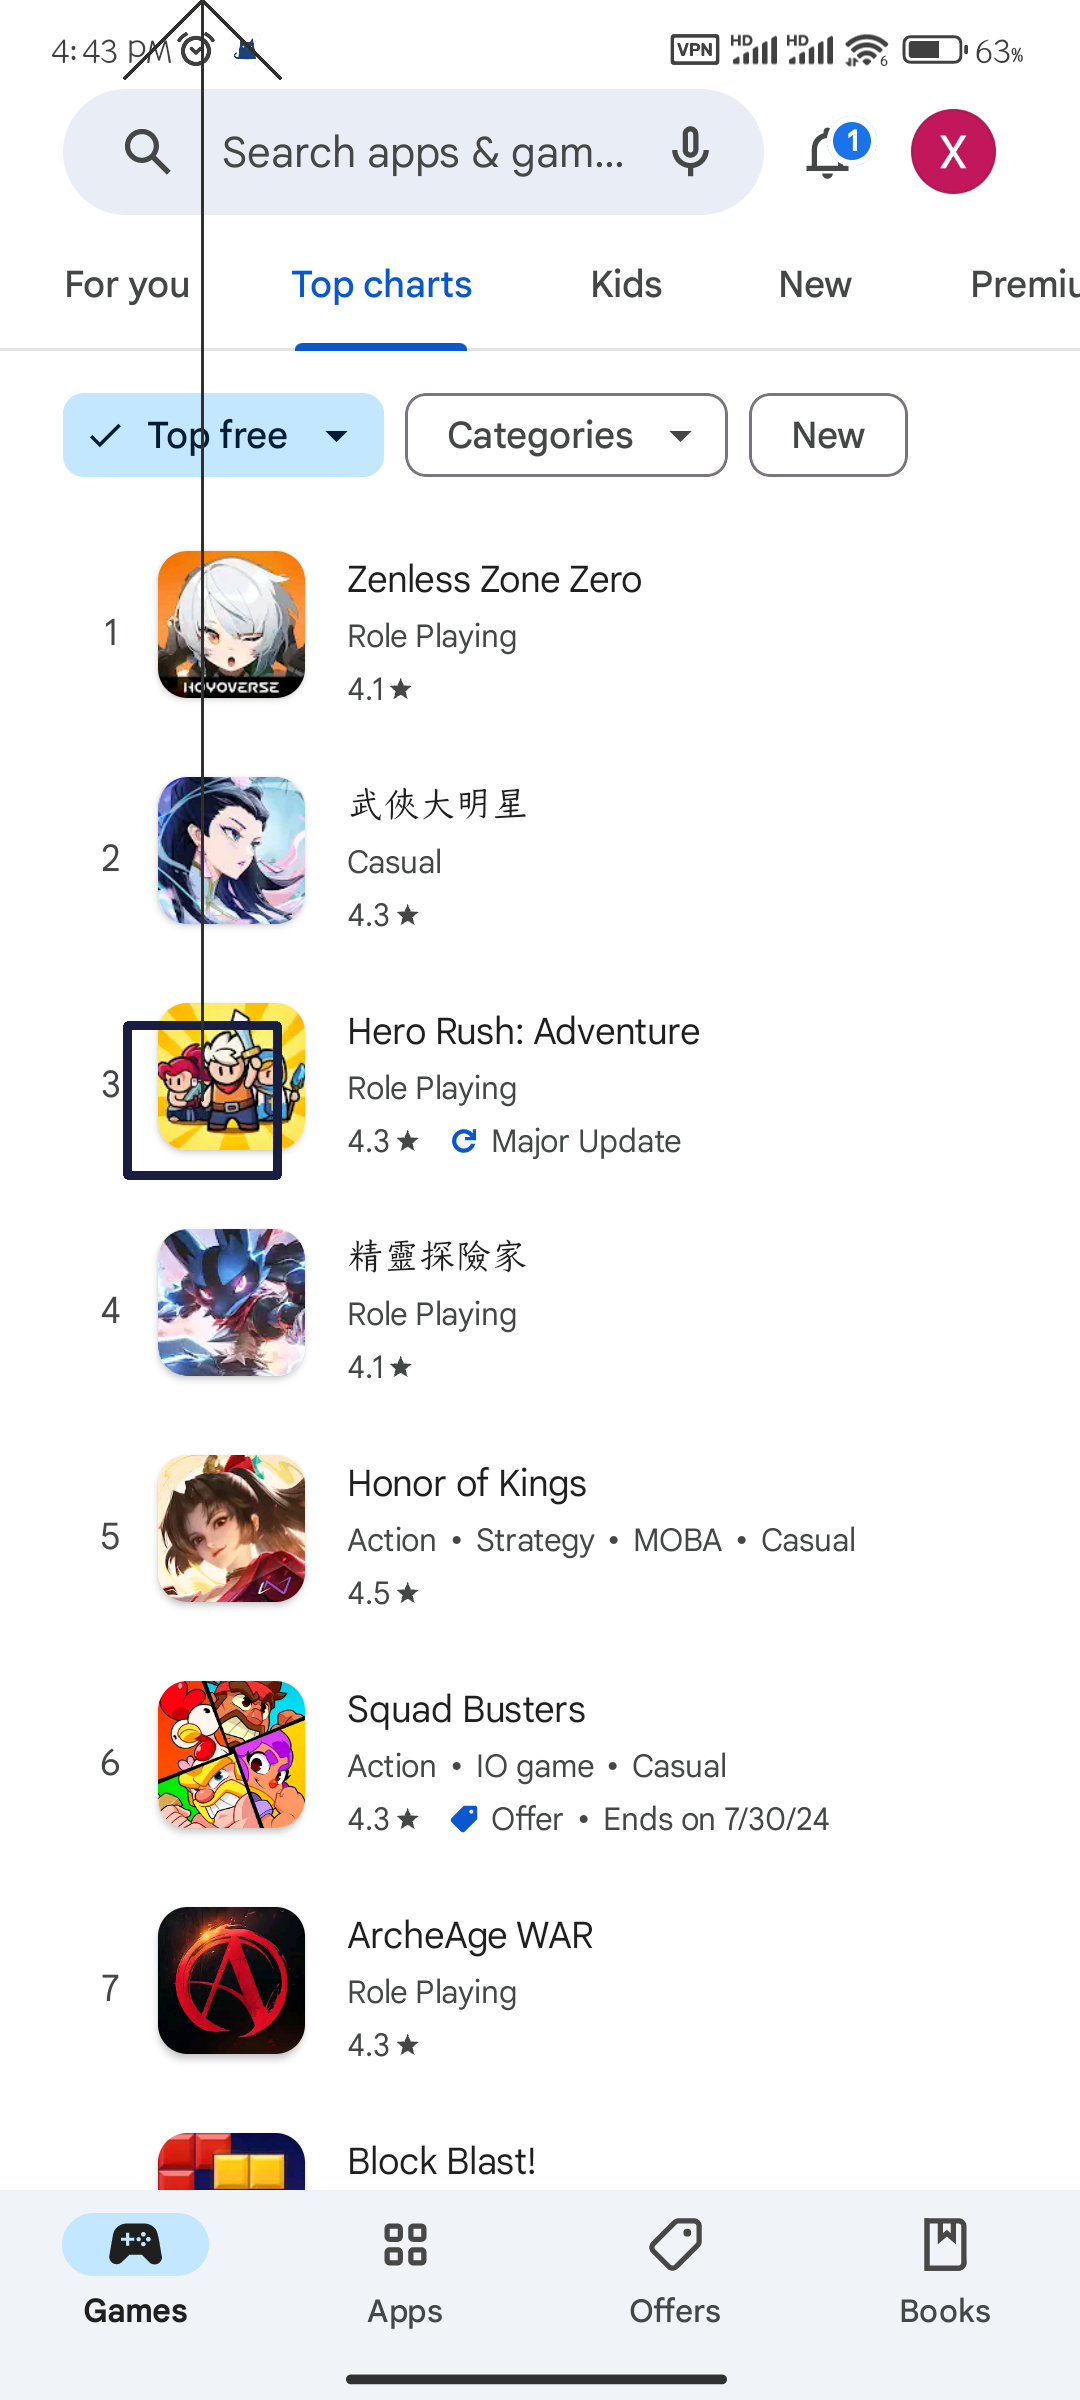 4:43 PM VPN HD HD 6 63%
Search apps & gam... 1 X
For you Top charts Kids New Premiu
Top free Categories New
Zenless Zone Zero
1 Role Playing
HOYOVERSE 4.1★
武俠大明星
2 Casual
4.3★
Hero Rush: Adventure
3 Role Playing
4.3★ Major Update
精靈探險家
4 Role Playing
4.1★
Honor of Kings
5 Action • Strategy • MOBA • Casual
4.5★
Squad Busters
6 Action • IO game • Casual
4.3★ Offer • Ends on 7/30/24
ArcheAge WAR
7 Role Playing
4.3★
Block Blast!
Games Apps Offers Books